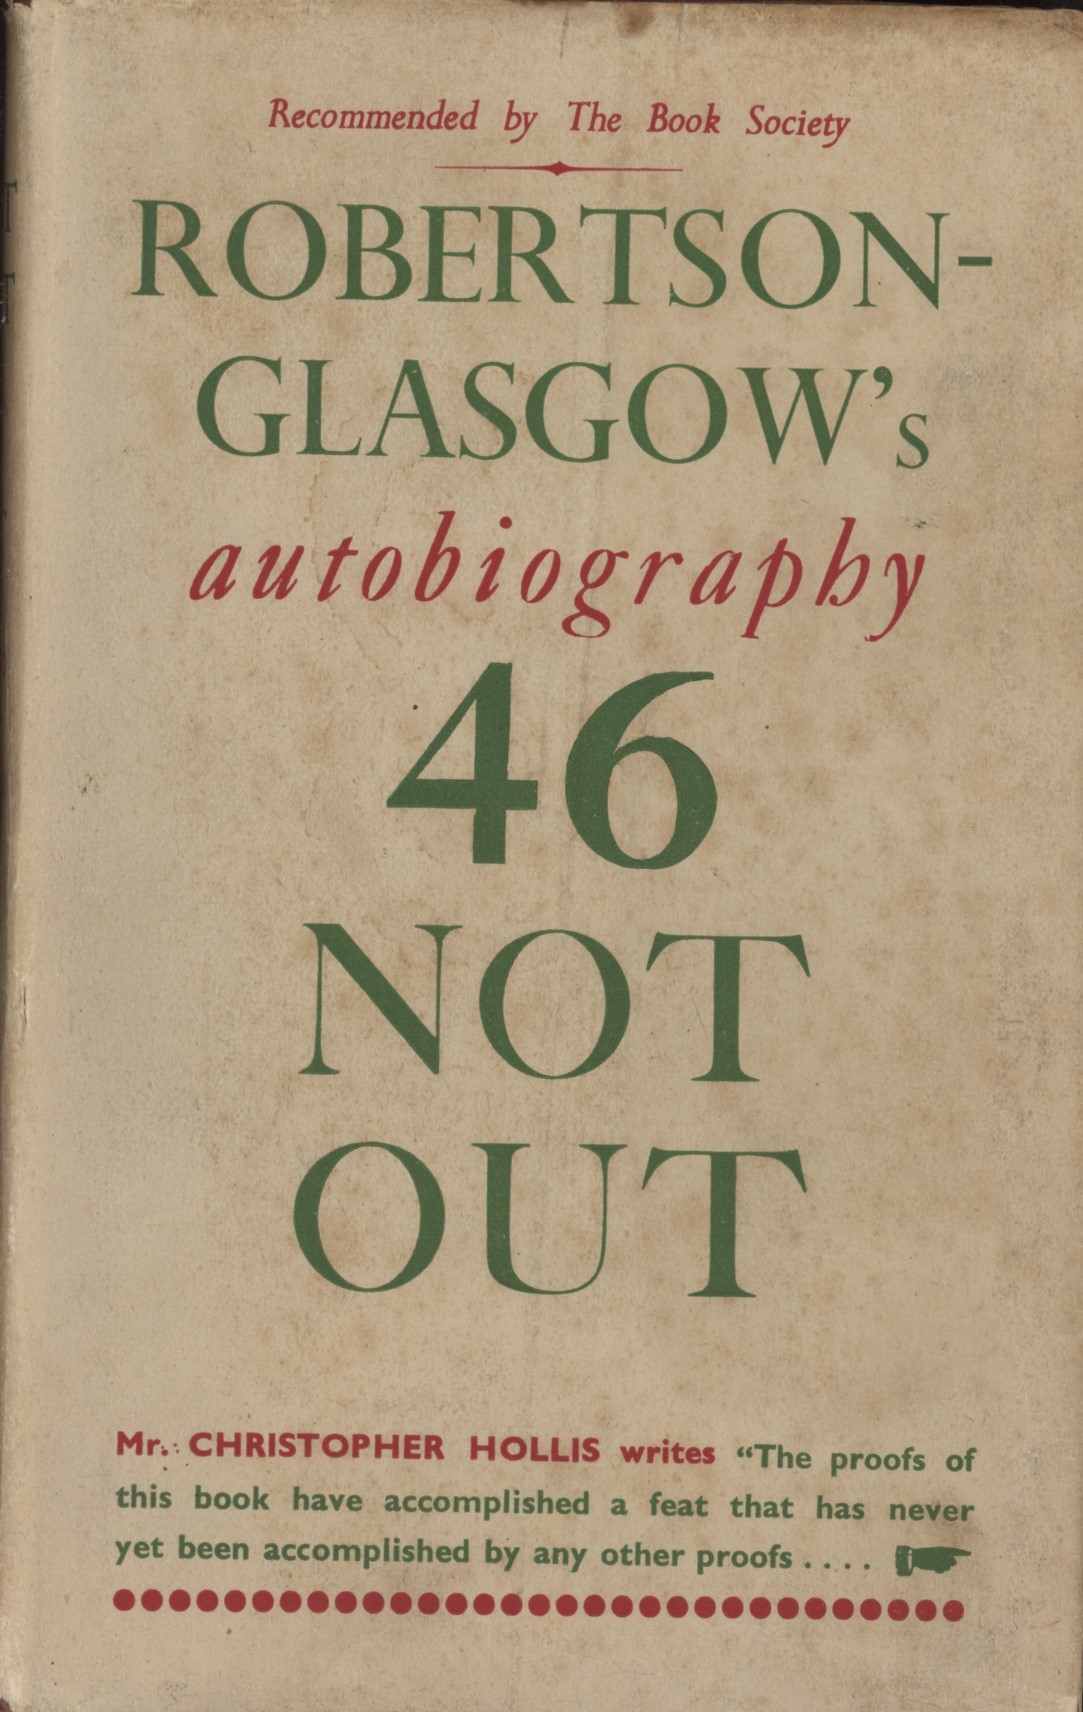 Recommended by The Book Society
ROBERTSON-
GLASGOW's
autobiography
46
NOT
OUT
Mr. CHRISTOPHER HOLLIS writes “The proofs of
this book have accomplished a feat that has never
yet been accomplished by any other proofs ....